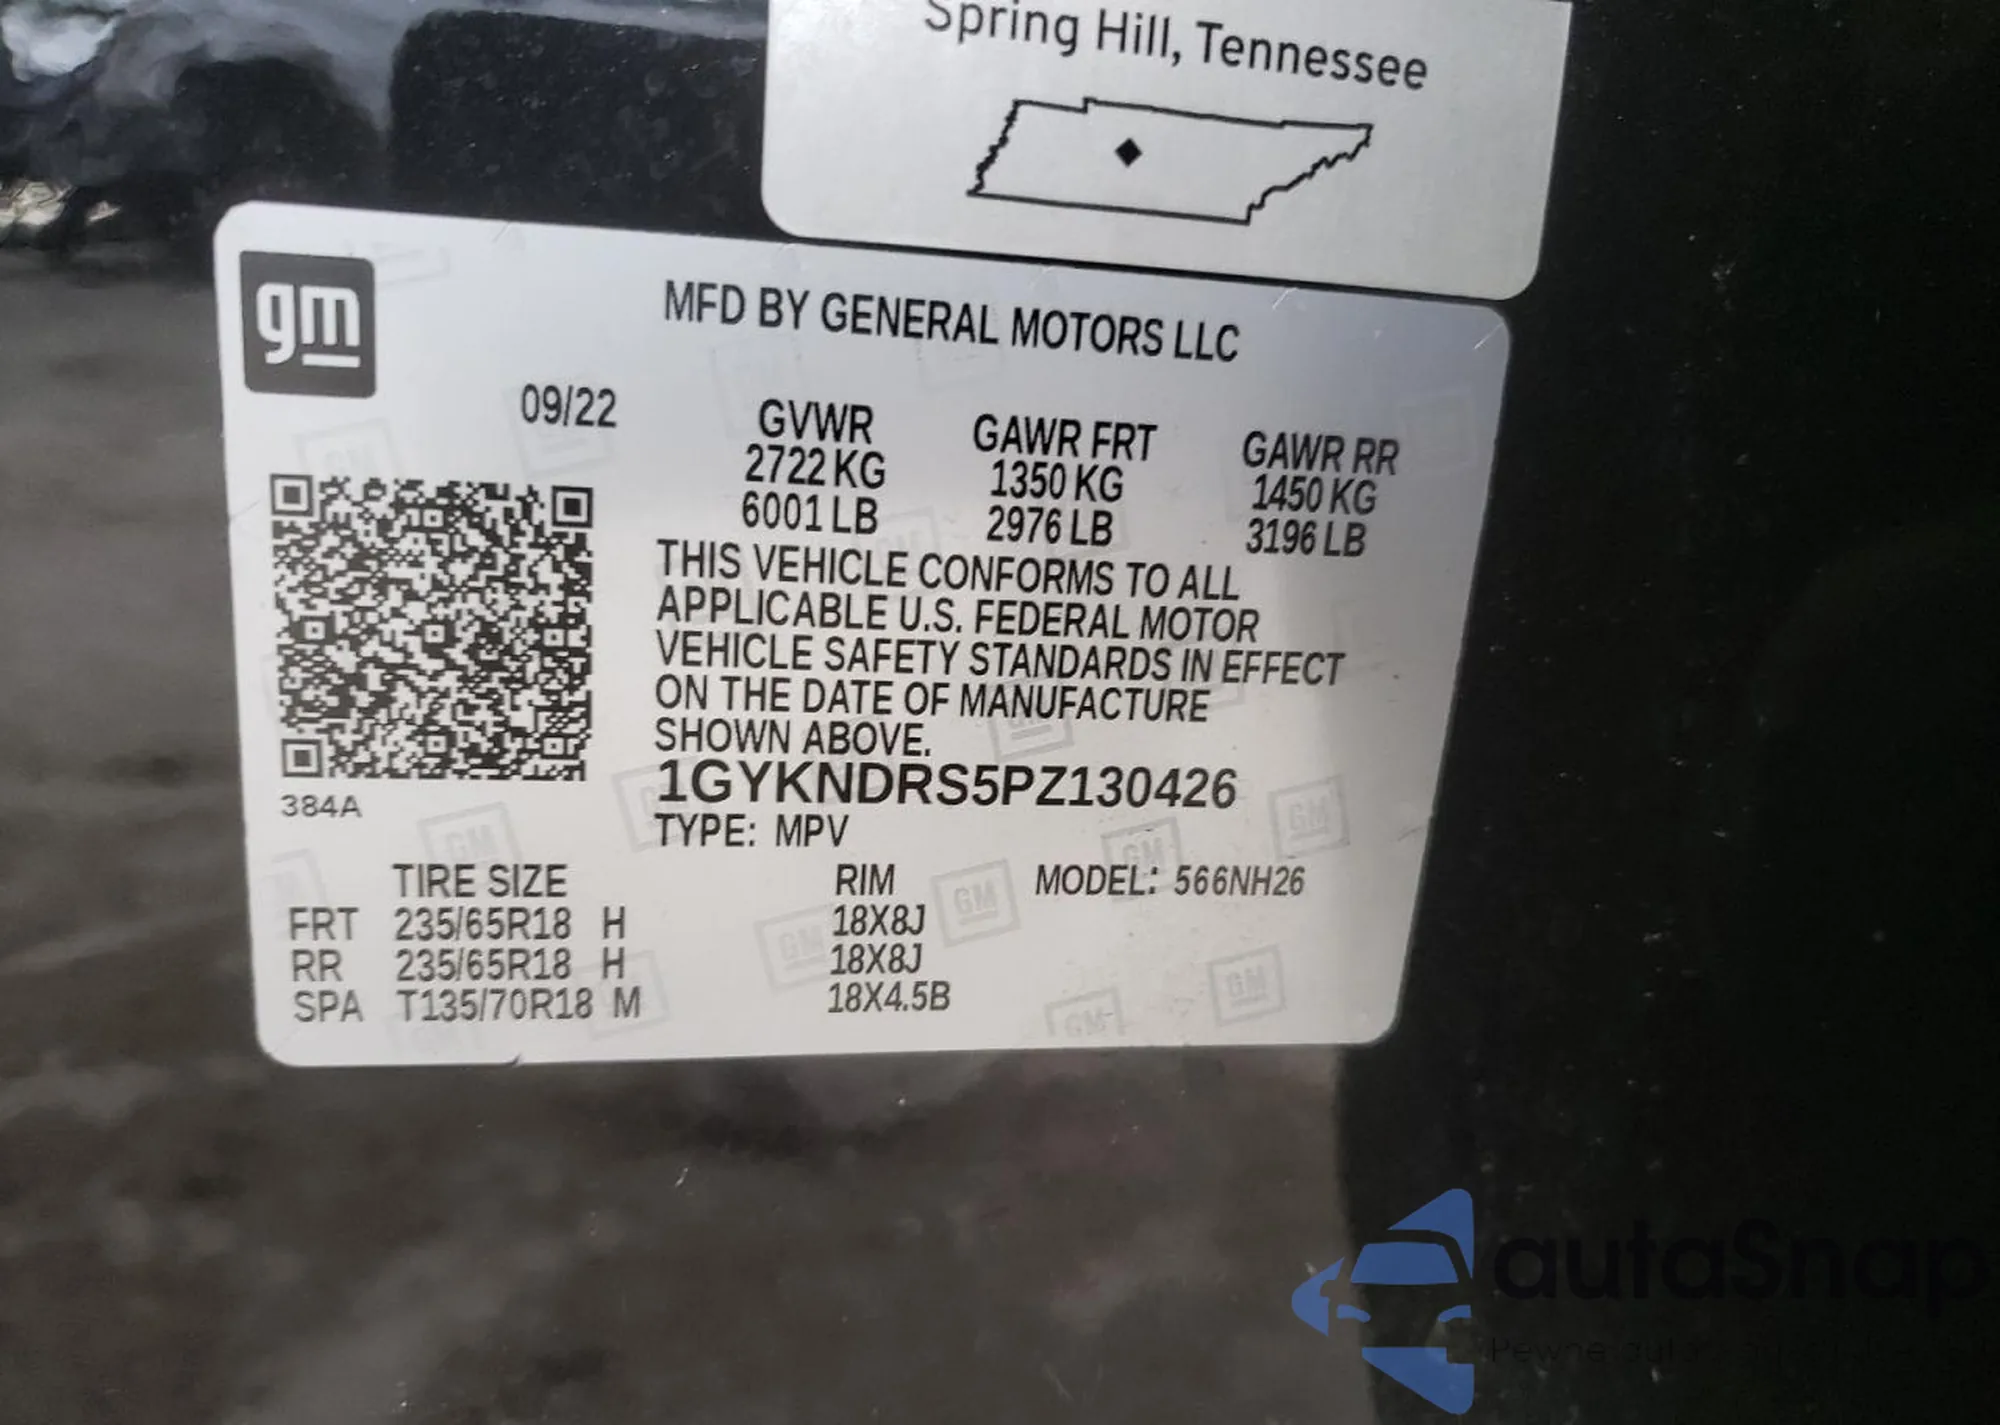 Spring Hill, Tennessee
gm
MFD BY GENERAL MOTORS LLC
09/22
GVWR GAWR FRT GAWR RR
2722 KG 1350 KG 1450 KG
6001 LB 2976 LB 3196 LB
THIS VEHICLE CONFORMS TO ALL
APPLICABLE U.S. FEDERAL MOTOR
VEHICLE SAFETY STANDARDS IN EFFECT
ON THE DATE OF MANUFACTURE
SHOWN ABOVE.
1GYKNDRS5PZ130426
384A
TYPE: MPV
TIRE SIZE RIM MODEL: 566NH26
FRT 235/65R18 H 18X8J
RR 235/65R18 H 18X8J
SPA T135/70R18 M 18X4.5B
autaSnap
Pewne auta